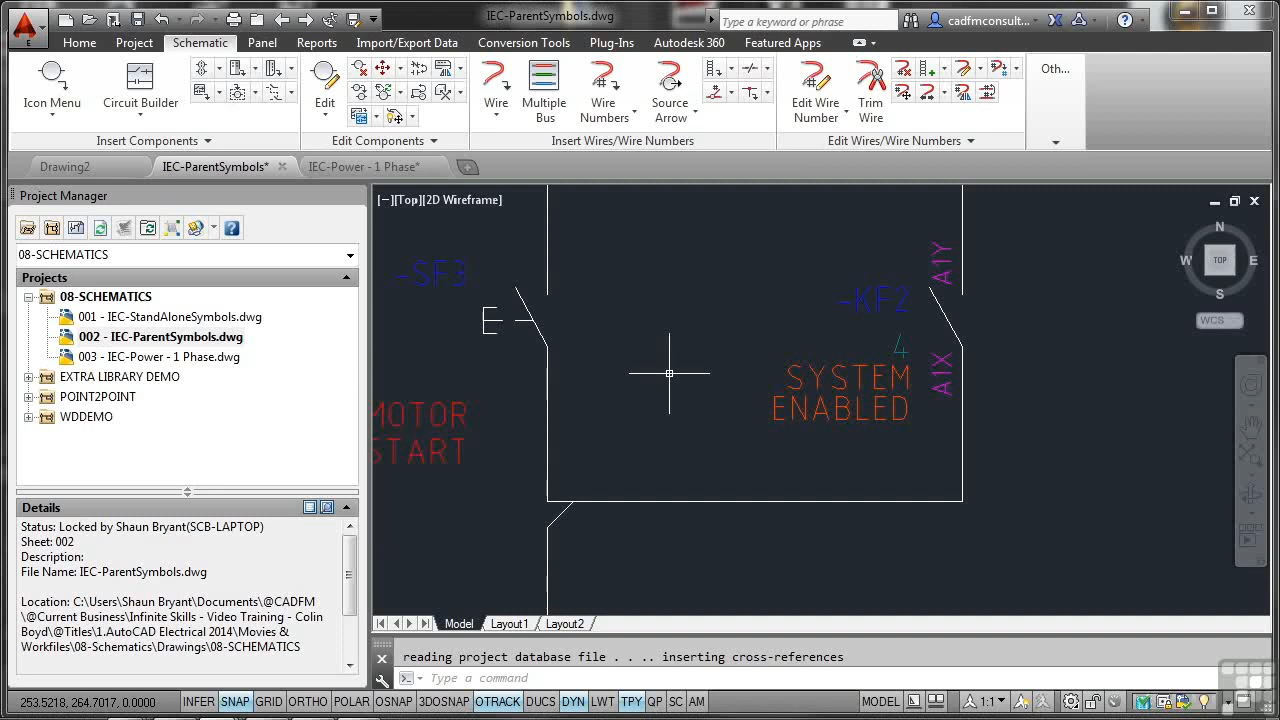 IEC-ParentSymbols.dwg
Type a keyword or phrase
cadfmconsult...
E
Home Project Schematic Panel Reports Import/Export Data Conversion Tools Plug-Ins Autodesk 360 Featured Apps
Icon Menu
Circuit Builder
Edit
Wire
Multiple
Bus
Wire
Numbers
Source
Arrow
Edit Wire
Number
Trim
Wire
Oth...
Insert Components
Edit Components
Insert Wires/Wire Numbers
Edit Wires/Wire Numbers
Drawing2
IEC-ParentSymbols*
IEC-Power - 1 Phase*
Project Manager
08-SCHEMATICS
Projects
08-SCHEMATICS
001 - IEC-StandAloneSymbols.dwg
002 - IEC-ParentSymbols.dwg
003 - IEC-Power - 1 Phase.dwg
EXTRA LIBRARY DEMO
POINT2POINT
WDDEMO
Details
Status: Locked by Shaun Bryant(SCB-LAPTOP)
Sheet: 002
Description:
File Name: IEC-ParentSymbols.dwg
Location: C:\Users\Shaun Bryant\Documents\@CADFM
\@Current Business\Infinite Skills - Video Training - Colin
Boyd\@Titles\1.AutoCAD Electrical 2014\Movies &
Workfiles\08-Schematics\Drawings\08-SCHEMATICS
[−][Top][2D Wireframe]
-SF3
MOTOR
START
-KF2
4
SYSTEM
ENABLED
A1Y
A1X
N
W TOP E
S
WCS
Model Layout1 Layout2
reading project database file . . .. inserting cross-references
Type a command
253.5218, 264.7017, 0.0000
INFER SNAP GRID ORTHO POLAR OSNAP 3DOSNAP OTRACK DUCS DYN LWT TPY QP SC AM
MODEL
1:1